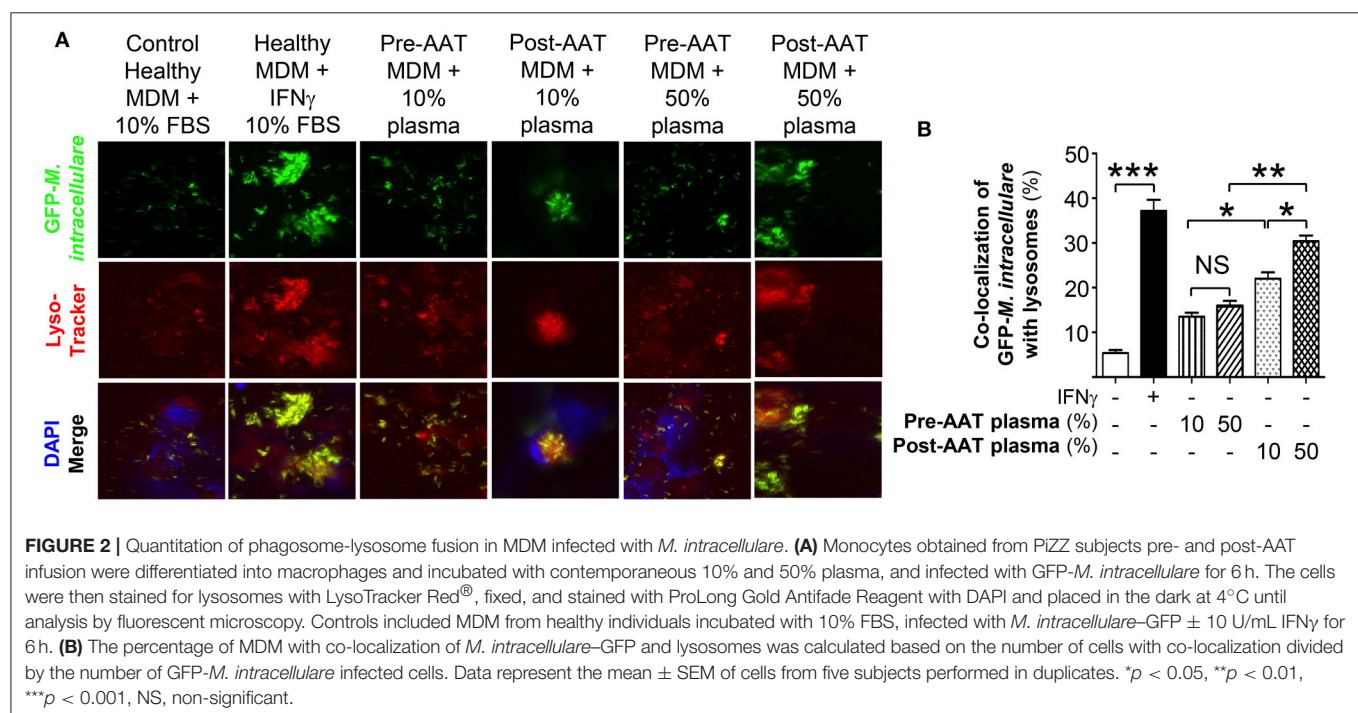 A
Control
Healthy
MDM +
10% FBS
Healthy
MDM +
IFNγ
10% FBS
Pre-AAT
MDM +
10%
plasma
Post-AAT
MDM +
10%
plasma
Pre-AAT
MDM +
50%
plasma
Post-AAT
MDM +
50%
plasma
GFP-M.
intracellulare
Lyso-
Tracker
DAPI
Merge
B
Co-localization of
GFP-M. intracellulare
with lysosomes (%)
50
40
30
20
10
***
*
NS
**
*
IFNγ - + - - - -
Pre-AAT plasma (%) - - 10 50 - -
Post-AAT plasma (%) - - - - 10 50
FIGURE 2 | Quantitation of phagosome-lysosome fusion in MDM infected with M. intracellulare. (A) Monocytes obtained from PiZZ subjects pre- and post-AAT
infusion were differentiated into macrophages and incubated with contemporaneous 10% and 50% plasma, and infected with GFP-M. intracellulare for 6 h. The cells
were then stained for lysosomes with LysoTracker Red®, fixed, and stained with ProLong Gold Antifade Reagent with DAPI and placed in the dark at 4°C until
analysis by fluorescent microscopy. Controls included MDM from healthy individuals incubated with 10% FBS, infected with M. intracellulare–GFP ± 10 U/mL IFNγ for
6 h. (B) The percentage of MDM with co-localization of M. intracellulare–GFP and lysosomes was calculated based on the number of cells with co-localization divided
by the number of GFP-M. intracellulare infected cells. Data represent the mean ± SEM of cells from five subjects performed in duplicates. *p < 0.05, **p < 0.01,
***p < 0.001, NS, non-significant.